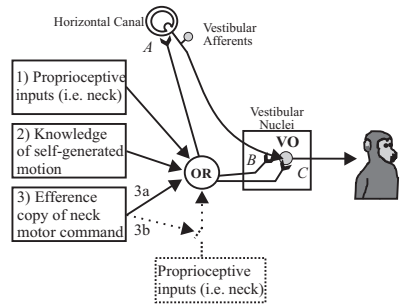 Horizontal Canal
Vestibular
Afferents
A
1) Proprioceptive
inputs (i.e. neck)
Vestibular
Nuclei
VO
2) Knowledge
of self-generated
motion
B
OR
C
3) Efference
copy of neck
motor command
3a
3b
Proprioceptive
inputs (i.e. neck)